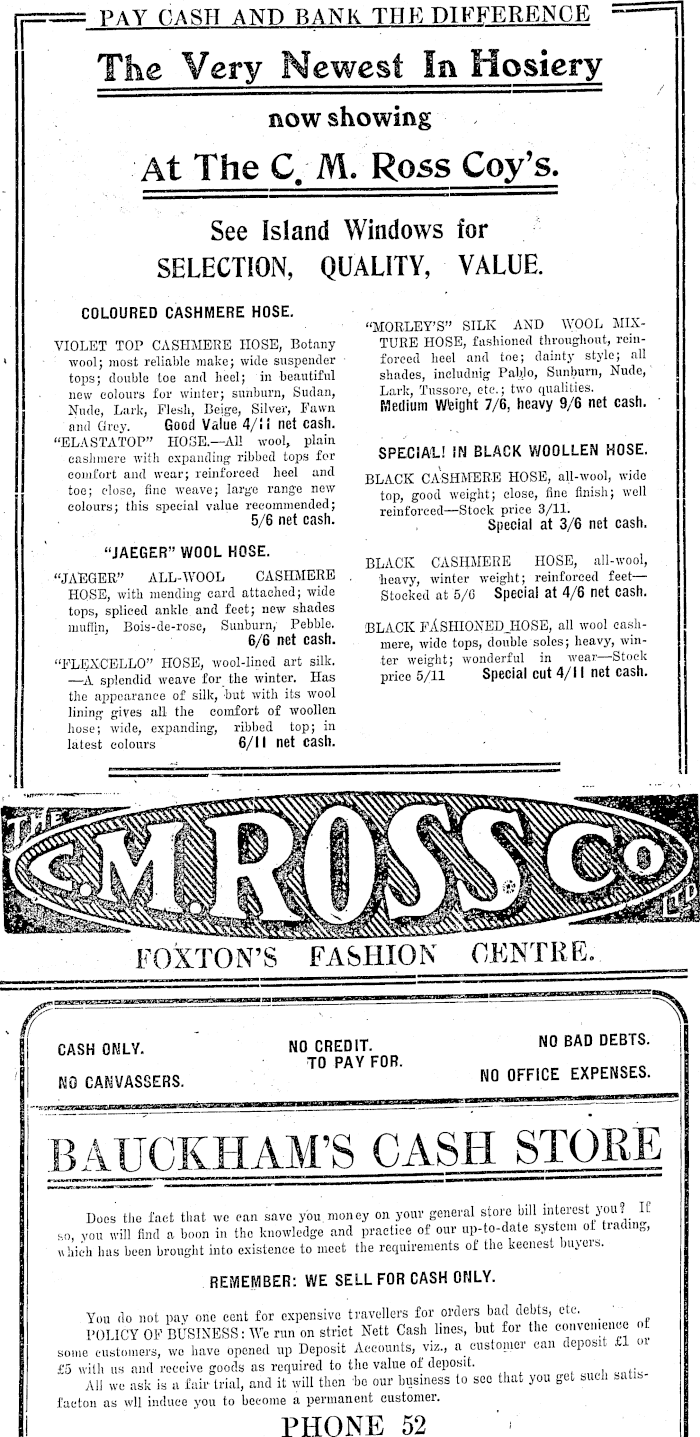 PAY CASH AND BANK THE DIFFERENCE
The Very Newest In Hosiery
now showing
At The C. M. Ross Coy's.
See Island Windows for
SELECTION, QUALITY, VALUE.
COLOURED CASHMERE HOSE.
VIOLET TOP CASHMERE HOSE, Botany
wool; most reliable make; wide suspender
tops; double toe and heel; in beautiful
new colours for winter; sunburn, Sudan,
Nude, Lark, Flesh, Beige, Silver, Fawn
and Grey. Good Value 4/11 net cash.
"ELASTATOP" HOSE.—All wool, plain
cashmere with expanding ribbed tops for
comfort and wear; reinforced heel and
toe; close, fine weave; large range new
colours; this special value recommended;
5/6 net cash.
"JAEGER" WOOL HOSE.
"JAEGER" ALL-WOOL CASHMERE
HOSE, with mending card attached; wide
tops, spliced ankle and feet; new shades
muffin, Bois-de-rose, Sunburn, Pebble.
6/6 net cash.
"FLEXCELLO" HOSE, wool-lined art silk.
—A splendid weave for the winter. Has
the appearance of silk, but with its wool
lining gives all the comfort of woollen
hose; wide, expanding, ribbed top; in
latest colours 6/11 net cash.
"MORLEY'S" SILK AND WOOL MIX-
TURE HOSE, fashioned throughout, rein-
forced heel and toe; dainty style; all
shades, includnig Pablo, Sunburn, Nude,
Lark, Tussore, etc.; two qualities.
Medium Weight 7/6, heavy 9/6 net cash.
SPECIAL! IN BLACK WOOLLEN HOSE.
BLACK CASHMERE HOSE, all-wool, wide
top, good weight; close, fine finish; well
reinforced—Stock price 3/11.
Special at 3/6 net cash.
BLACK CASHMERE HOSE, all-wool,
heavy, winter weight; reinforced feet—
Stocked at 5/6 Special at 4/6 net cash.
BLACK FASHIONED HOSE, all wool cash-
mere, wide tops, double soles; heavy, win-
ter weight; wonderful in wear—Stock
price 5/11 Special cut 4/11 net cash.
THE
C.M. ROSS. Co
LTD
FOXTON'S FASHION CENTRE.
CASH ONLY.
NO CREDIT.
TO PAY FOR.
NO BAD DEBTS.
NO CANVASSERS.
NO OFFICE EXPENSES.
BAUCKHAM'S CASH STORE
Does the fact that we can save you money on your general store bill interest you? If
so, you will find a boon in the knowledge and practice of our up-to-date system of trading,
which has been brought into existence to meet the requirements of the keenest buyers.
REMEMBER: WE SELL FOR CASH ONLY.
You do not pay one cent for expensive travellers for orders bad debts, etc.
POLICY OF BUSINESS: We run on strict Nett Cash lines, but for the convenience of
some customers, we have opened up Deposit Accounts, viz., a customer can deposit £1 or
£5 with us and receive goods as required to the value of deposit.
All we ask is a fair trial, and it will then be our business to see that you get such satis-
facton as wll induce you to become a permanent customer.
PHONE 52